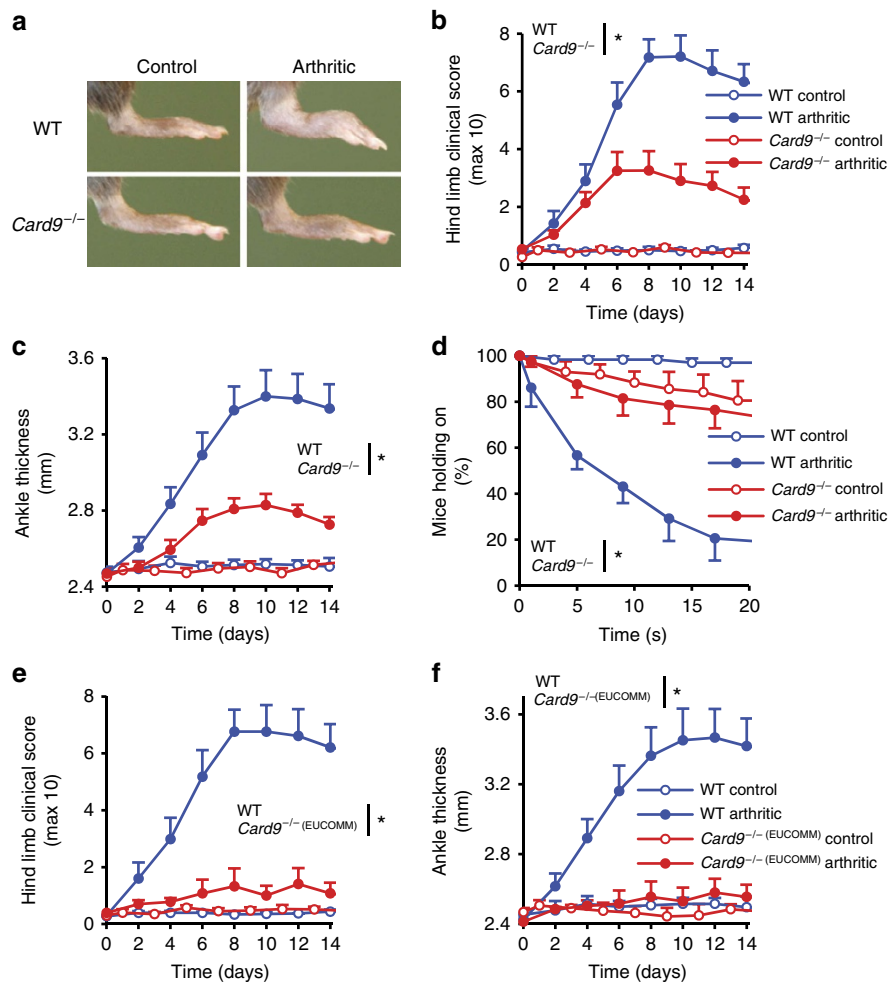 a
Control
Arthritic
WT
Card9–/–
b
Hind limb clinical score
(max 10)
8
6
4
2
0
0 2 4 6 8 10 12 14
Time (days)
WT
Card9–/–
*
WT control
WT arthritic
Card9–/– control
Card9–/– arthritic
c
Ankle thickness
(mm)
3.6
3.2
2.8
2.4
0 2 4 6 8 10 12 14
Time (days)
WT
Card9–/–
*
d
Mice holding on
(%)
100
80
60
40
20
0
0 5 10 15 20
Time (s)
WT
Card9–/–
*
WT control
WT arthritic
Card9–/– control
Card9–/– arthritic
e
Hind limb clinical score
(max 10)
8
6
4
2
0
0 2 4 6 8 10 12 14
Time (days)
WT
Card9–/– (EUCOMM)
*
f
WT
Card9–/–(EUCOMM)
*
Ankle thickness
(mm)
3.6
3.2
2.8
2.4
0 2 4 6 8 10 12 14
Time (days)
WT control
WT arthritic
Card9–/– (EUCOMM) control
Card9–/– (EUCOMM) arthritic